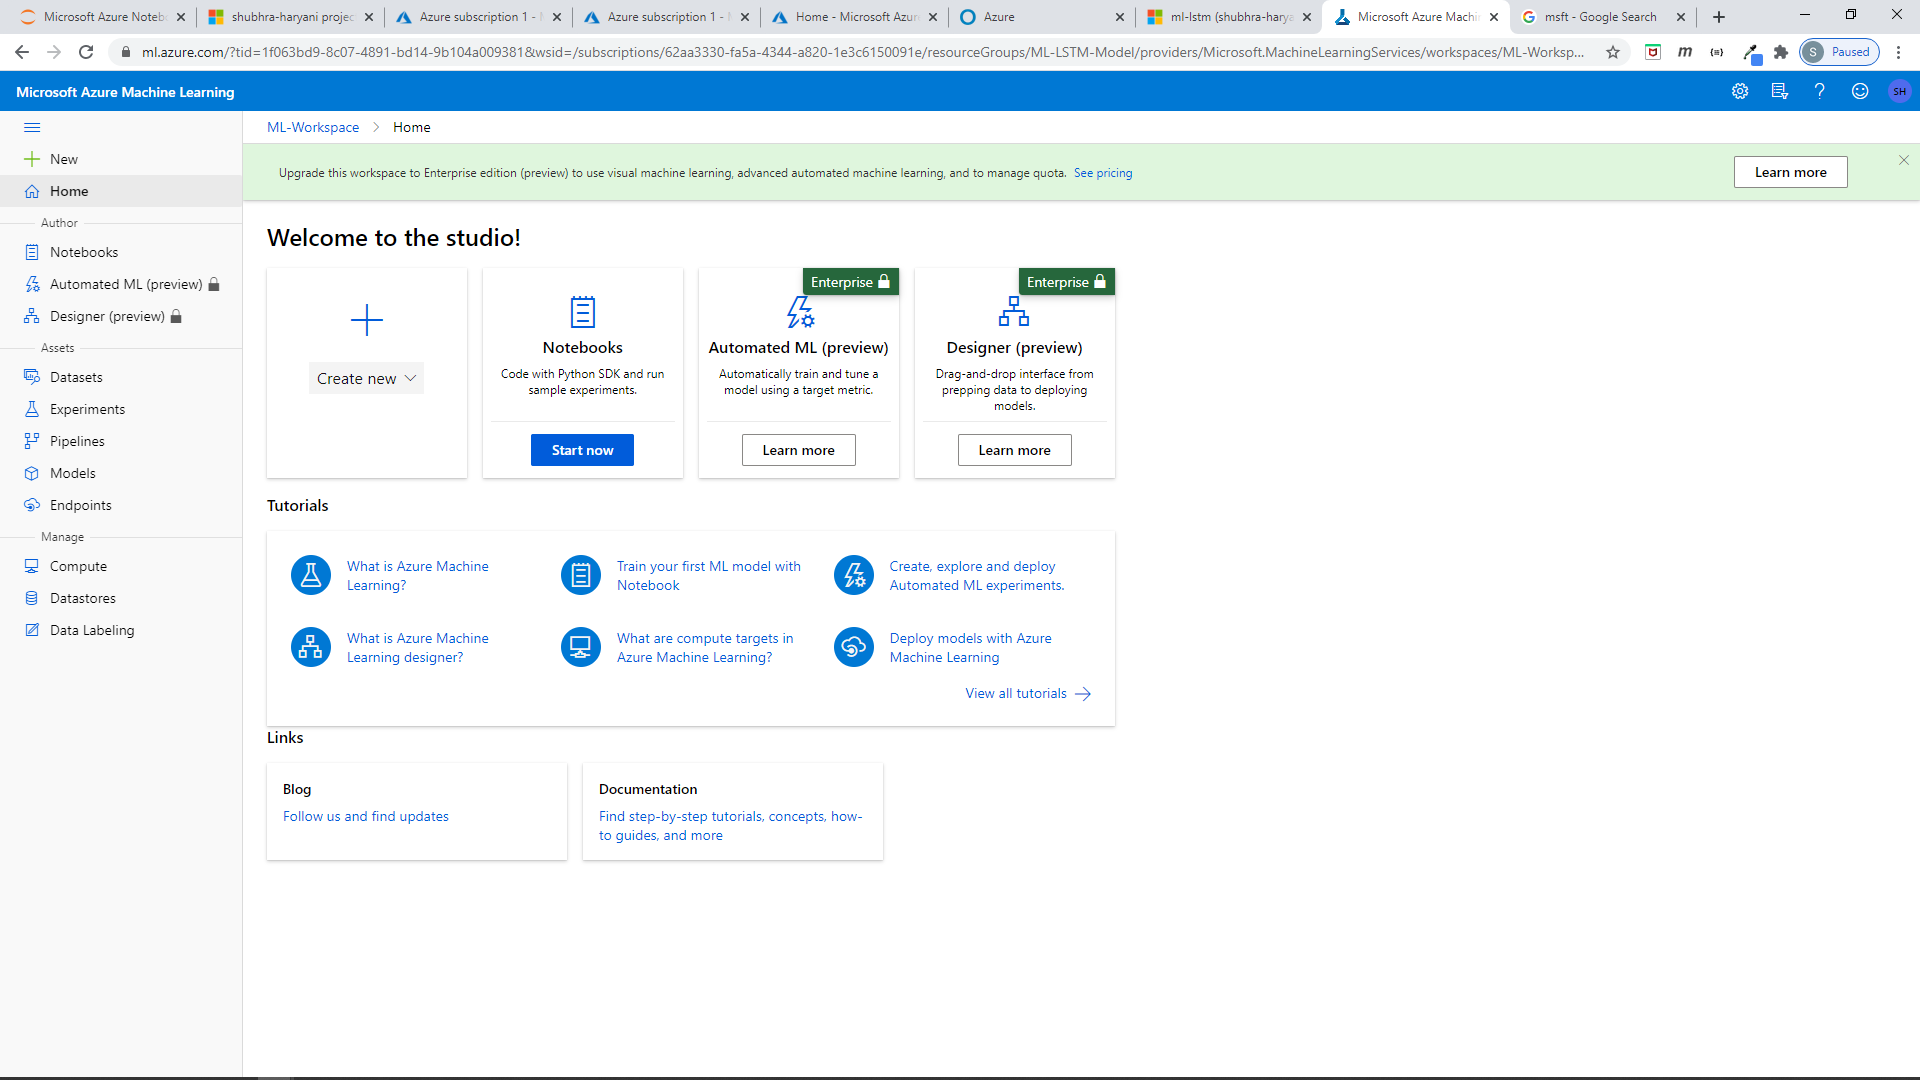 Microsoft Azure Noteb
shubhra-haryani projec
Azure subscription 1 -
Azure subscription 1 -
Home - Microsoft Azur
Azure
ml-lstm (shubhra-harya
Microsoft Azure Machi
msft - Google Search
ml.azure.com/?tid=1f063bd9-8c07-4891-bd14-9b104a009381&wsid=/subscriptions/62aa3330-fa5a-4344-a820-1e3c6150091e/resourceGroups/ML-LSTM-Model/providers/Microsoft.MachineLearningServices/workspaces/ML-Worksp...
m
S Paused
Microsoft Azure Machine Learning
SH
New
Home
Author
Notebooks
Automated ML (preview)
Designer (preview)
Assets
Datasets
Experiments
Pipelines
Models
Endpoints
Manage
Compute
Datastores
Data Labeling
ML-Workspace > Home
Upgrade this workspace to Enterprise edition (preview) to use visual machine learning, advanced automated machine learning, and to manage quota. See pricing
Learn more
Welcome to the studio!
Create new
Notebooks
Code with Python SDK and run
sample experiments.
Start now
Enterprise
Automated ML (preview)
Automatically train and tune a
model using a target metric.
Learn more
Enterprise
Designer (preview)
Drag-and-drop interface from
prepping data to deploying
models.
Learn more
Tutorials
What is Azure Machine
Learning?
Train your first ML model with
Notebook
Create, explore and deploy
Automated ML experiments.
What is Azure Machine
Learning designer?
What are compute targets in
Azure Machine Learning?
Deploy models with Azure
Machine Learning
View all tutorials
Links
Blog
Follow us and find updates
Documentation
Find step-by-step tutorials, concepts, how-
to guides, and more